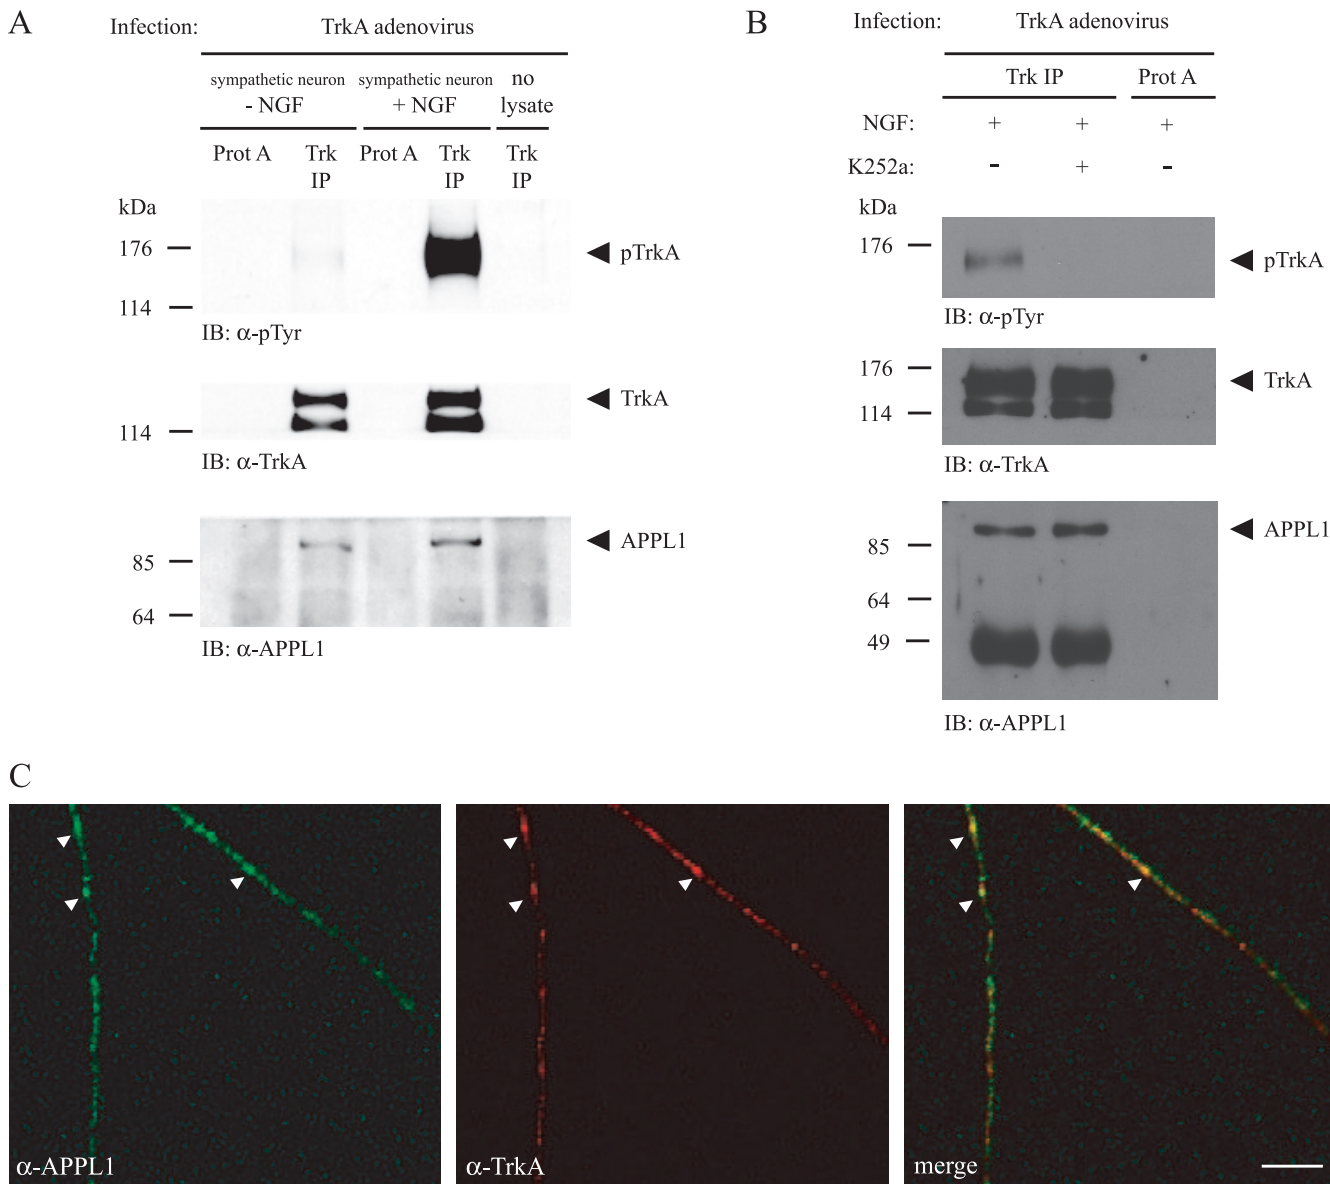 A
Infection: TrkA adenovirus
sympathetic neuron sympathetic neuron no
- NGF + NGF lysate
Prot A Trk Prot A Trk Trk
IP IP IP
kDa
176
pTrkA
114
IB: α-pTyr
TrkA
114
IB: α-TrkA
APPL1
85
64
IB: α-APPL1
B
Infection: TrkA adenovirus
Trk IP Prot A
NGF: + + +
K252a: - + -
kDa
176
pTrkA
IB: α-pTyr
176
TrkA
114
IB: α-TrkA
APPL1
85
64
49
IB: α-APPL1
C
α-APPL1
α-TrkA
merge